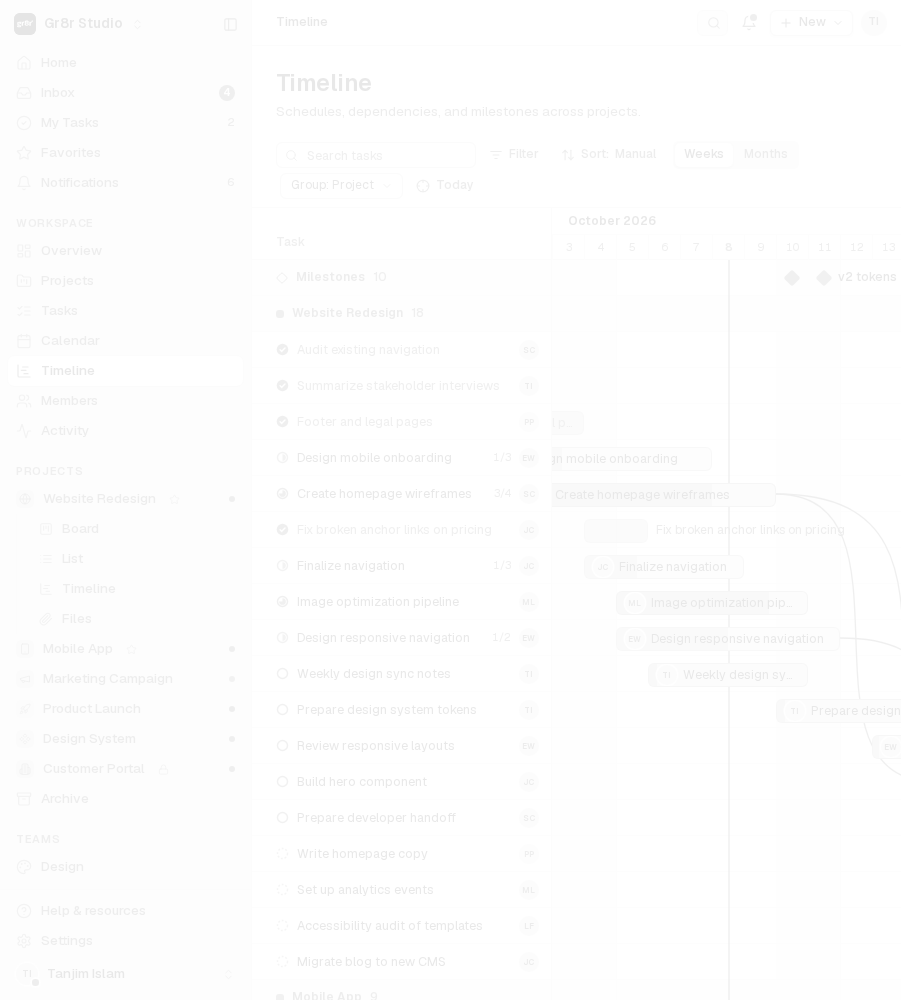 Gr8r Studio
Home
Inbox 4
My Tasks 2
Favorites
Notifications 6
WORKSPACE
Overview
Projects
Tasks
Calendar
Timeline
Members
Activity
PROJECTS
Website Redesign
Board
List
Timeline
Files
Mobile App
Marketing Campaign
Product Launch
Design System
Customer Portal
Archive
TEAMS
Design
Help & resources
Settings
TI Tanjim Islam
Timeline
New TI
Timeline
Schedules, dependencies, and milestones across projects.
Search tasks Filter Sort: Manual Weeks Months
Group: Project Today
October 2026
Task 3 4 5 6 7 8 9 10 11 12 13
Milestones 10 v2 tokens
Website Redesign 18
Audit existing navigation SC
Summarize stakeholder interviews TI
Footer and legal pages PP l p...
Design mobile onboarding 1/3 EW gn mobile onboarding
Create homepage wireframes 3/4 SC Create homepage wireframes
Fix broken anchor links on pricing JC Fix broken anchor links on pricing
Finalize navigation 1/3 JC JC Finalize navigation
Image optimization pipeline ML ML Image optimization pip...
Design responsive navigation 1/2 EW EW Design responsive navigation
Weekly design sync notes TI TI Weekly design sy...
Prepare design system tokens TI TI Prepare design
Review responsive layouts EW EW
Build hero component JC
Prepare developer handoff SC
Write homepage copy PP
Set up analytics events ML
Accessibility audit of templates LP
Migrate blog to new CMS JC
Mobile App 9